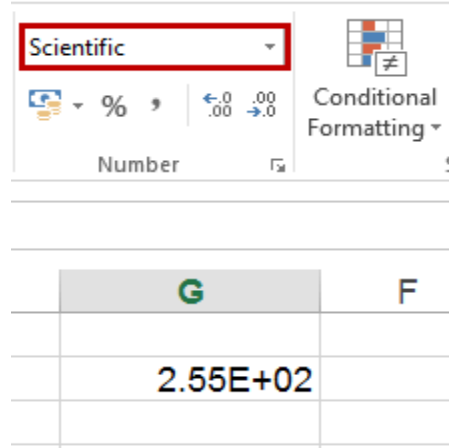 Scientific
% , .0 .00 .00 .0
Conditional
Formatting
Number
G F
2.55E+02